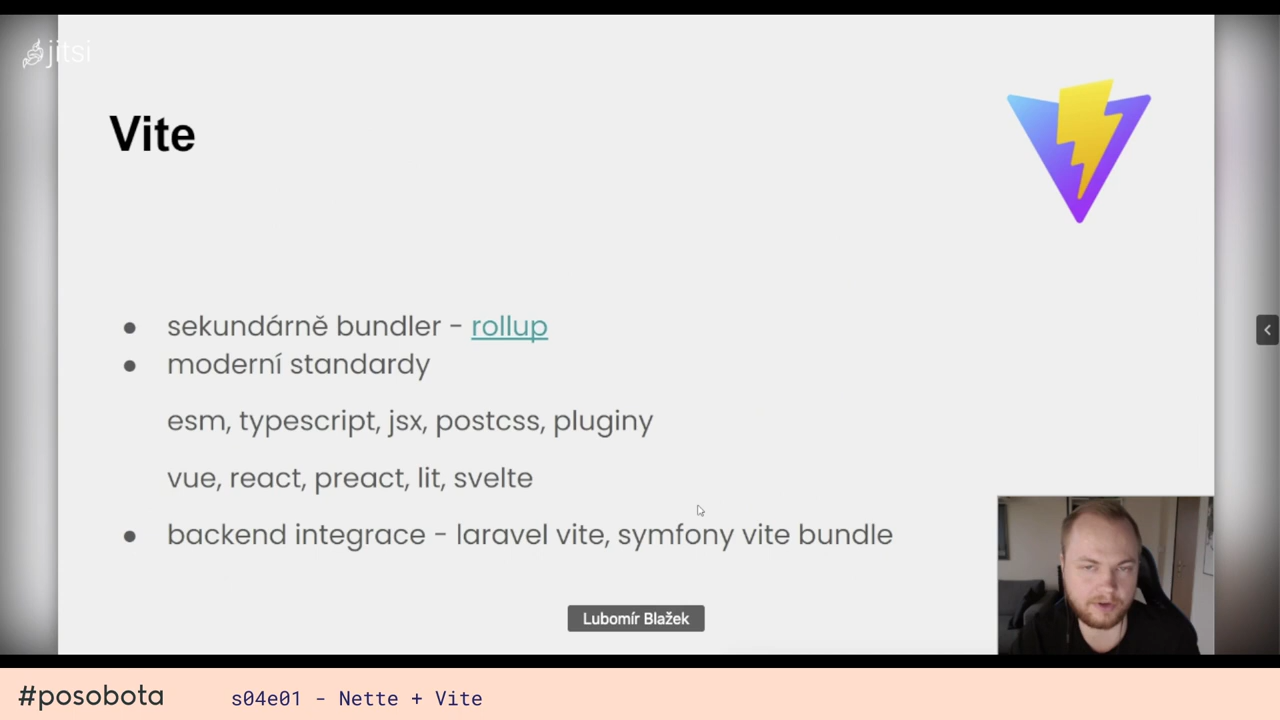 jitsi
Vite
● sekundárně bundler - rollup
● moderní standardy
esm, typescript, jsx, postcss, pluginy
vue, react, preact, lit, svelte
● backend integrace - laravel vite, symfony vite bundle
Lubomír Blažek
#posobota
s04e01 - Nette + Vite